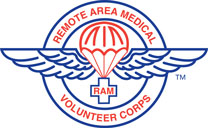 REMOTE AREA MEDICAL
RAM
VOLUNTEER CORPS
TM